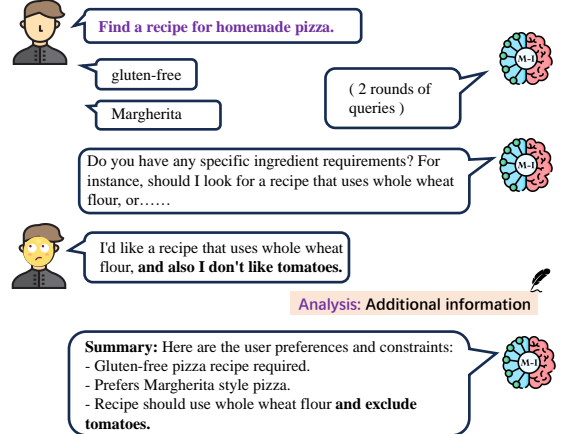 Find a recipe for homemade pizza.
gluten-free
( 2 rounds of
queries )
M-I
Margherita
Do you have any specific ingredient requirements? For
instance, should I look for a recipe that uses whole wheat
flour, or……
M-I
I'd like a recipe that uses whole wheat
flour, and also I don't like tomatoes.
Analysis: Additional information
Summary: Here are the user preferences and constraints:
- Gluten-free pizza recipe required.
- Prefers Margherita style pizza.
- Recipe should use whole wheat flour and exclude
tomatoes.
M-I